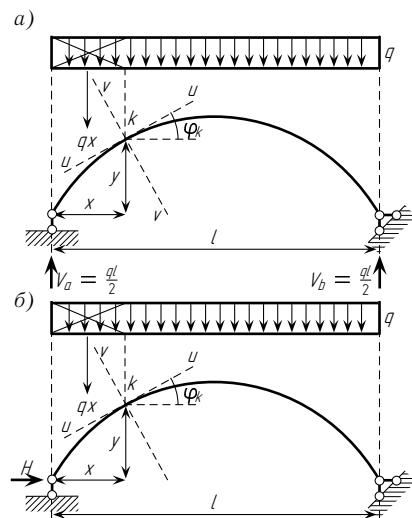 а)
q
v
u
k
φk
qx
u
y
x
v
l
Va = ql/2
Vb = ql/2
б)
q
v
u
k
φk
qx
u
y
H
x
v
l